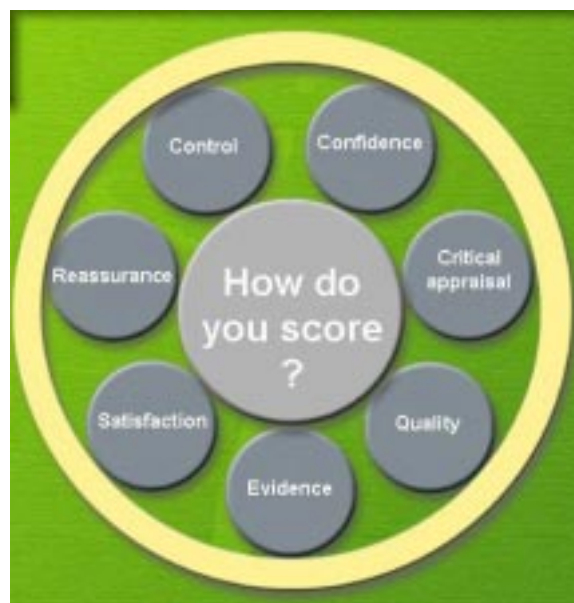 Control
Confidence
Reassurance
How do
you score
?
Critical
appraisal
Satisfaction
Quality
Evidence